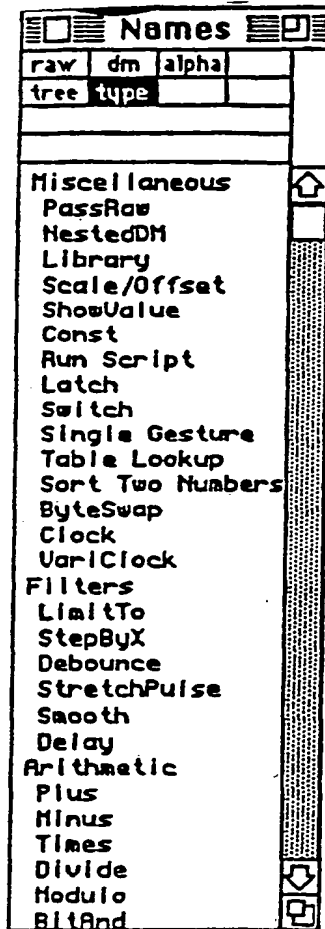 Names
raw dm alpha
tree type
Miscellaneous
PassRaw
NestedDM
Library
Scale/Offset
ShowValue
Const
Run Script
Latch
Switch
Single Gesture
Table Lookup
Sort Two Numbers
ByteSwap
Clock
VariClock
Filters
LimitTo
StepByX
Debounce
StretchPulse
Smooth
Delay
Arithmetic
Plus
Minus
Times
Divide
Modulo
BitAnd